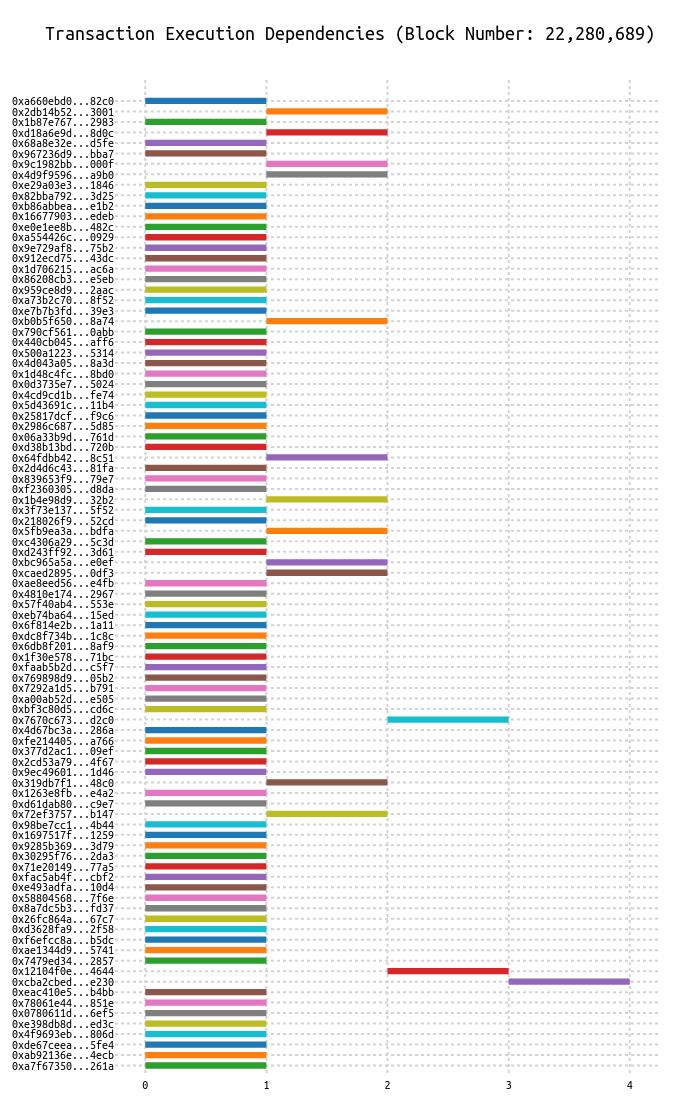 Transaction Execution Dependencies (Block Number: 22,280,689)
0xa660ebd0...82c0
0x2db14b52...3001
0x1b87e767...2983
0xd18a6e9d...8d0c
0x68a8e32e...d5fe
0x967236d9...bba7
0x9c1982bb...000f
0x4d9f9596...a9b0
0xe29a03e3...1846
0x82bba792...3d25
0xb86abbea...e1b2
0x16677903...edeb
0xe0e1ee8b...482c
0xa554426c...0929
0x9e729af8...75b2
0x912ecd75...43dc
0x1d706215...ac6a
0x86208cb3...e5eb
0x959ce8d9...2aac
0xa73b2c70...8f52
0xe7b7b3fd...39e3
0xb0b5f650...8a74
0x790cf561...0abb
0x440cb045...aff6
0x500a1223...5314
0x4d043a05...8a3d
0x1d48c4fc...8bd0
0x0d3735e7...5024
0x4cd9cd1b...fe74
0x5d43691c...11b4
0x25817dcf...f9c6
0x2986c687...5d85
0x06a33b9d...761d
0xd38b13bd...720b
0x64fdbb42...8c51
0x2d4d6c43...81fa
0x839653f9...79e7
0xf2360305...d8da
0x1b4e98d9...32b2
0x3f73e137...5f52
0x218026f9...52cd
0x5fb9ea3a...bdfa
0xc4306a29...5c3d
0xd243ff92...3d61
0xbc965a5a...e0ef
0xcaed2895...0df3
0xae8eed56...e4fb
0x4810e174...2967
0x57f40ab4...553e
0xeb74ba64...15ed
0x6f814e2b...1a11
0xdc8f734b...1c8c
0x6db8f201...8af9
0x1f30e578...71bc
0xfaab5b2d...c5f7
0x769898d9...05b2
0x7292a1d5...b791
0xa00ab52d...e505
0xbf3c80d5...cd6c
0x7670c673...d2c0
0x4d67bc3a...286a
0xfe214405...a766
0x377d2ac1...09ef
0x2cd53a79...4f67
0x9ec49601...1d46
0x319db7f1...48c0
0x1263e8fb...e4a2
0xd61dab80...c9e7
0x72ef3757...b147
0x98be7cc1...4b44
0x1697517f...1259
0x9285b369...3d79
0x30295f76...2da3
0x71e20149...77a5
0xfac5ab4f...cbf2
0xe493adfa...10d4
0x58804568...7f6e
0x8a7dc5b3...fd37
0x26fc864a...67c7
0xd3628fa9...2f58
0xf6efcc8a...b5dc
0xae1344d9...5741
0x7479ed34...2857
0x12104f0e...4644
0xcba2cbed...e230
0xeac410e5...b4bb
0x78061e44...851e
0x0780611d...6ef5
0xe398db8d...ed3c
0x4f9693eb...806d
0xde67ceea...5fe4
0xab92136e...4ecb
0xa7f67350...261a
0 1 2 3 4